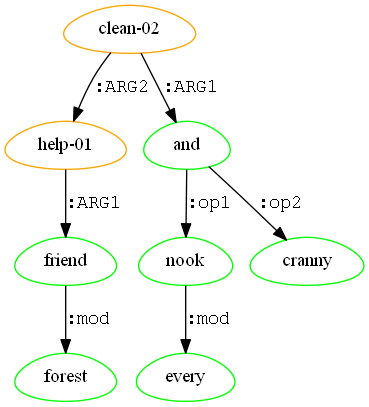 clean-02
:ARG2 :ARG1
help-01 and
:ARG1 :op1 :op2
friend nook cranny
:mod :mod
forest every